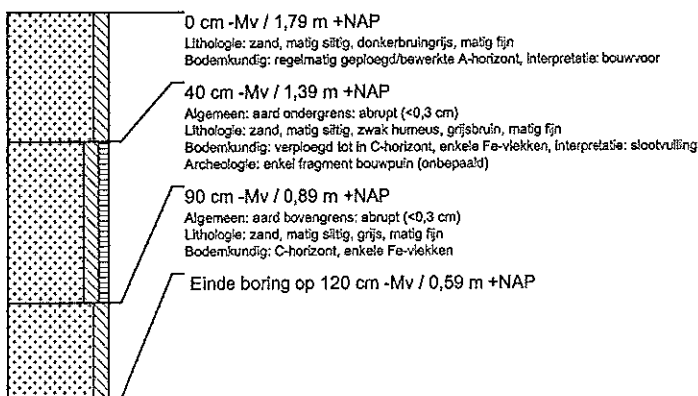 0 cm -Mv / 1,79 m +NAP
Lithologie: zand, matig siltig, donkerbruingrijs, matig fijn
Bodemkundig: regelmatig geploegd/bewerkte A-horizont, interpretatie: bouwvoor
40 cm -Mv / 1,39 m +NAP
Algemeen: aard ondergrens: abrupt (<0,3 cm)
Lithologie: zand, matig siltig, zwak humeus, grijsbruin, matig fijn
Bodemkundig: verploegd tot in C-horizont, enkele Fe-vlekken, interpretatie: slootvulling
Archeologie: enkel fragment bouwpuin (onbepaald)
90 cm -Mv / 0,89 m +NAP
Algemeen: aard bovengrens: abrupt (<0,3 cm)
Lithologie: zand, matig siltig, grijs, matig fijn
Bodemkundig: C-horizont, enkele Fe-vlekken
Einde boring op 120 cm -Mv / 0,59 m +NAP